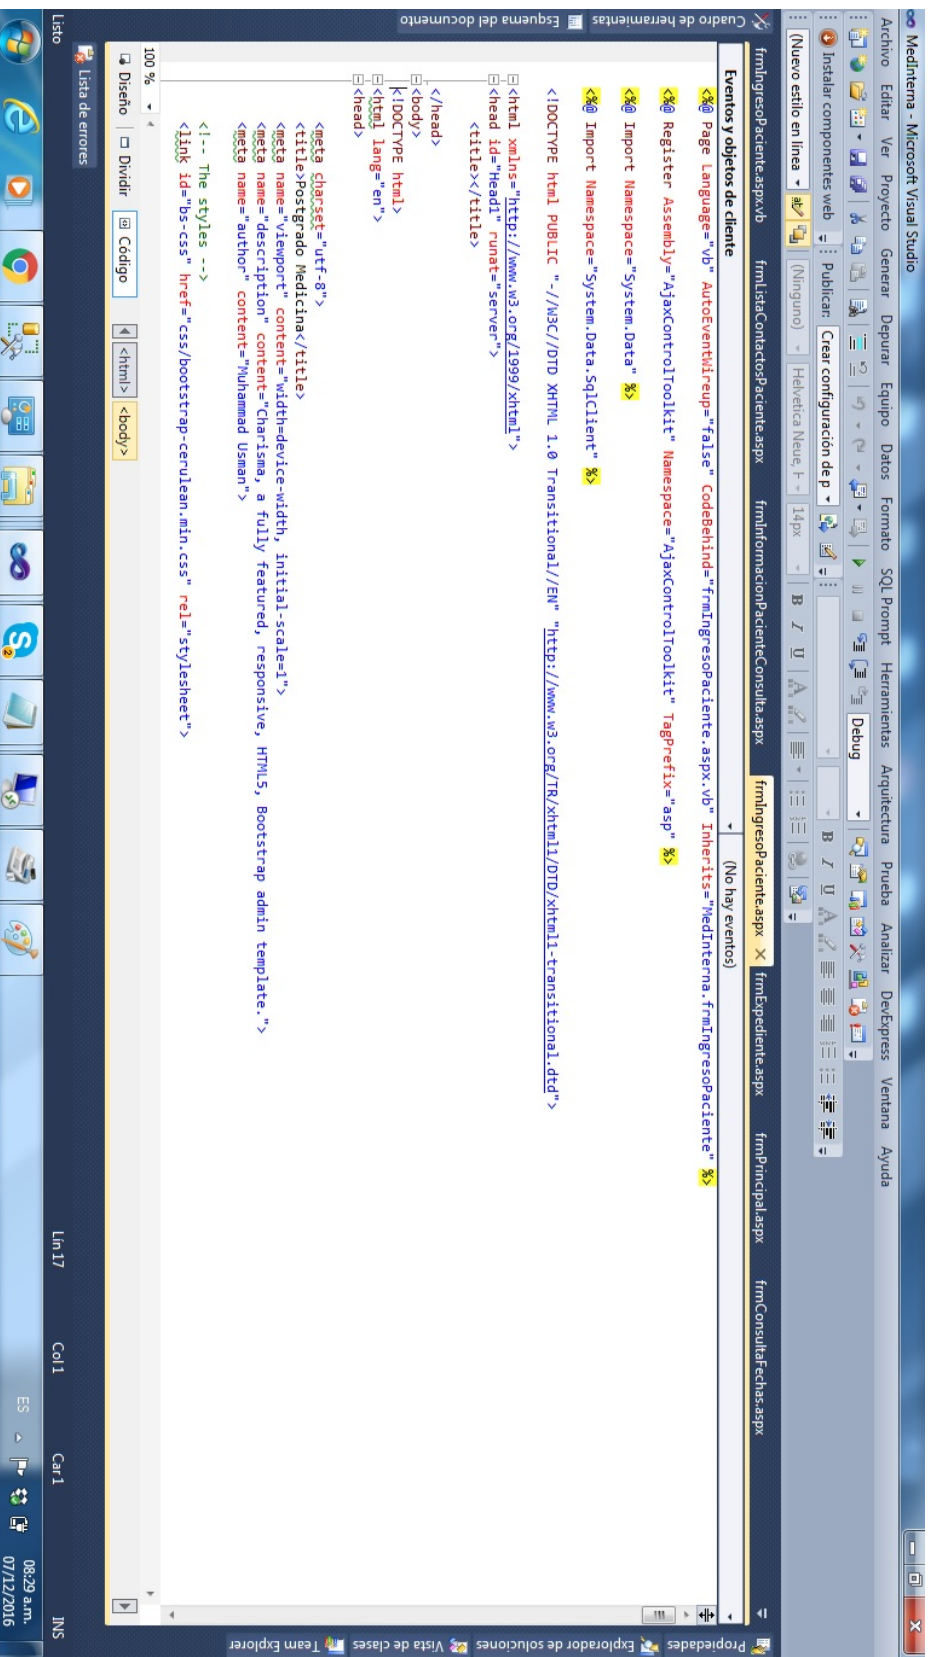 MedInterna - Microsoft Visual Studio
Archivo Editar Ver Proyecto Generar Depurar Equipo Datos Formato SQL Prompt Herramientas Arquitectura Prueba Analizar DevExpress Ventana Ayuda
Debug
Instalar componentes web Publicar: Crear configuración de p B I U
(Nuevo estilo en línea (Ninguno) Helvetica Neue, H 14px B I U
frmIngresoPaciente.aspx.vb frmListaContactosPaciente.aspx frmInformacionPacienteConsulta.aspx frmIngresoPaciente.aspx frmExpediente.aspx frmPrincipal.aspx frmConsultaFechas.aspx
Cuadro de herramientas Esquema del documento
Eventos y objetos de cliente (No hay eventos)
<%@ Page Language="vb" AutoEventWireup="false" CodeBehind="frmIngresoPaciente.aspx.vb" Inherits="MedInterna.frmIngresoPaciente" %>
<%@ Register Assembly="AjaxControlToolkit" Namespace="AjaxControlToolkit" TagPrefix="asp" %>
<%@ Import Namespace="System.Data" %>
<%@ Import Namespace="System.Data.SqlClient" %>
<!DOCTYPE html PUBLIC "-//W3C//DTD XHTML 1.0 Transitional//EN" "http://www.w3.org/TR/xhtml1/DTD/xhtml1-transitional.dtd">
<html xmlns="http://www.w3.org/1999/xhtml">
<head id="Head1" runat="server">
<title></title>
</head>
<body>
<!DOCTYPE html>
<html lang="en">
<head>
<meta charset="utf-8">
<title>Postgrado Medicina</title>
<meta name="viewport" content="width=device-width, initial-scale=1">
<meta name="description" content="Charisma, a fully featured, responsive, HTML5, Bootstrap admin template.">
<meta name="author" content="Muhammad Usman">
<!-- The styles -->
<link id="bs-css" href="css/bootstrap-cerulean.min.css" rel="stylesheet">
100 %
Diseño Dividir Código <html> <body>
Propiedades Explorador de soluciones Vista de clases Team Explorer
Lista de errores
Listo Lín 17 Col 1 Car 1 INS
2
ES 08:29 a.m.
07/12/2016